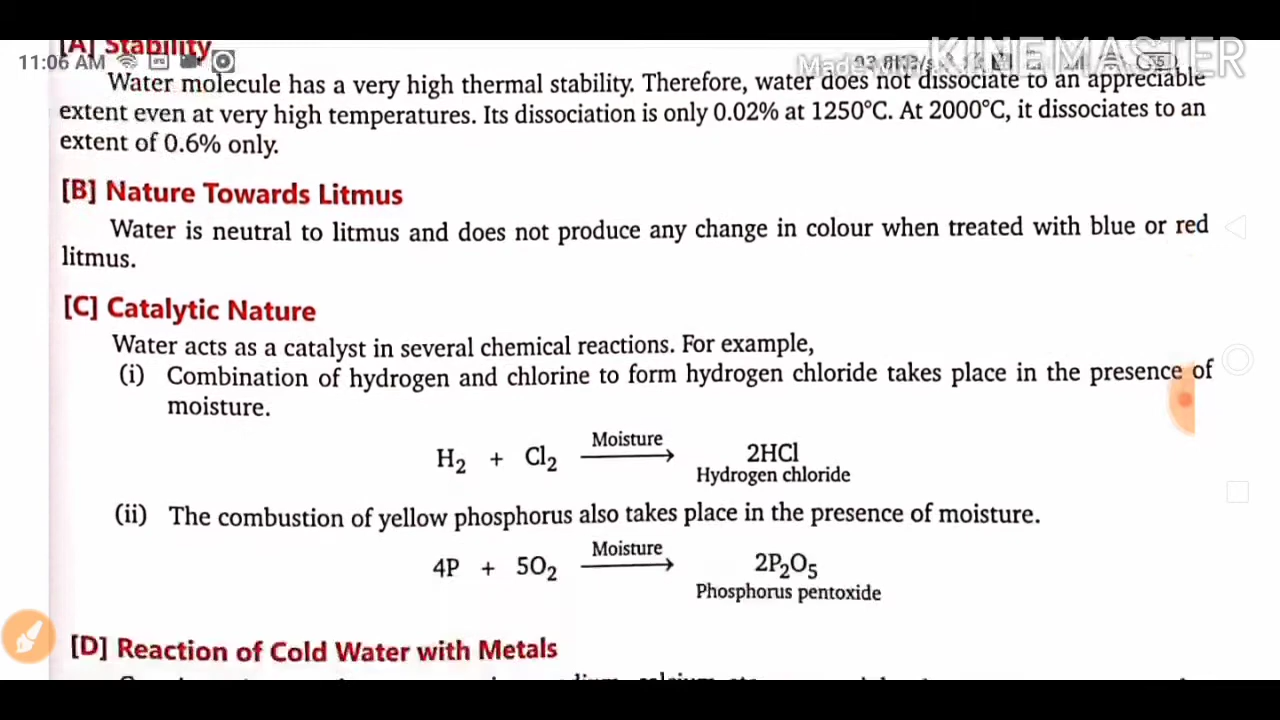 [A] Stability
11:06 AM
Made with KINEMASTER
Water molecule has a very high thermal stability. Therefore, water does not dissociate to an appreciable
extent even at very high temperatures. Its dissociation is only 0.02% at 1250°C. At 2000°C, it dissociates to an
extent of 0.6% only.
[B] Nature Towards Litmus
Water is neutral to litmus and does not produce any change in colour when treated with blue or red
litmus.
[C] Catalytic Nature
Water acts as a catalyst in several chemical reactions. For example,
(i) Combination of hydrogen and chlorine to form hydrogen chloride takes place in the presence of
moisture.
Moisture
H₂ + Cl₂ → 2HCl
Hydrogen chloride
(ii) The combustion of yellow phosphorus also takes place in the presence of moisture.
Moisture
4P + 5O₂ → 2P₂O₅
Phosphorus pentoxide
[D] Reaction of Cold Water with Metals